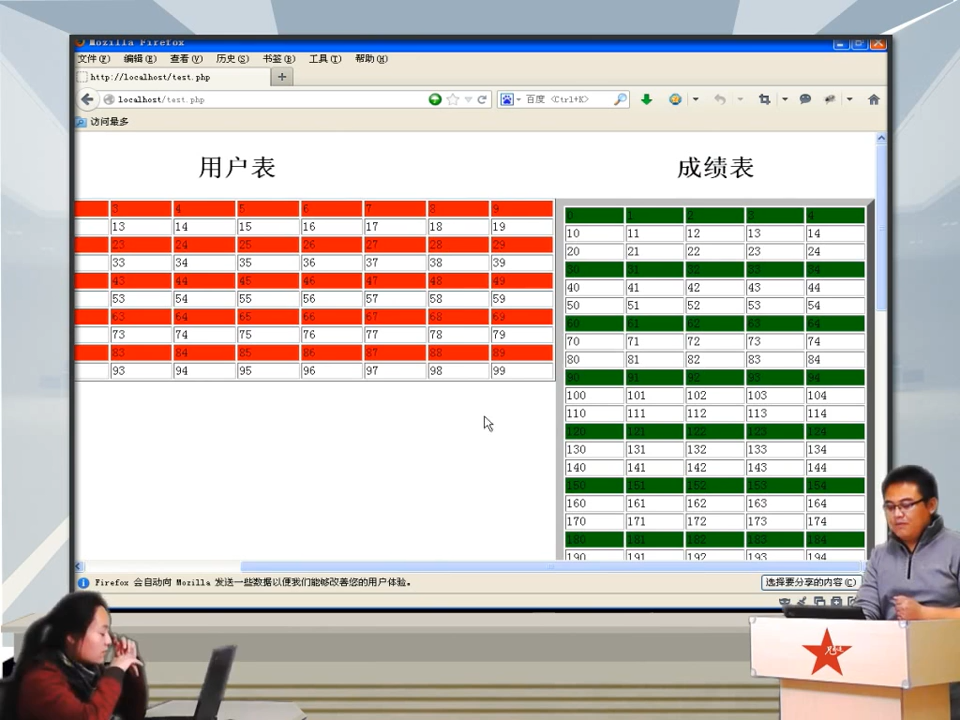 Mozilla Firefox
文件(F) 编辑(E) 查看(V) 历史(S) 书签(B) 工具(T) 帮助(H)
http://localhost/test.php
localhost/test.php
百度 <Ctrl+K>
访问最多
用户表
3 4 5 6 7 8 9
13 14 15 16 17 18 19
23 24 25 26 27 28 29
33 34 35 36 37 38 39
43 44 45 46 47 48 49
53 54 55 56 57 58 59
63 64 65 66 67 68 69
73 74 75 76 77 78 79
83 84 85 86 87 88 89
93 94 95 96 97 98 99
成绩表
0 1 2 3 4
10 11 12 13 14
20 21 22 23 24
30 31 32 33 34
40 41 42 43 44
50 51 52 53 54
60 61 62 63 64
70 71 72 73 74
80 81 82 83 84
90 91 92 93 94
100 101 102 103 104
110 111 112 113 114
120 121 122 123 124
130 131 132 133 134
140 141 142 143 144
150 151 152 153 154
160 161 162 163 164
170 171 172 173 174
180 181 182 183 184
190 191 192 193 194
Firefox 会自动向 Mozilla 发送一些数据以便我们能够改善您的用户体验。
选择要分享的内容(C)